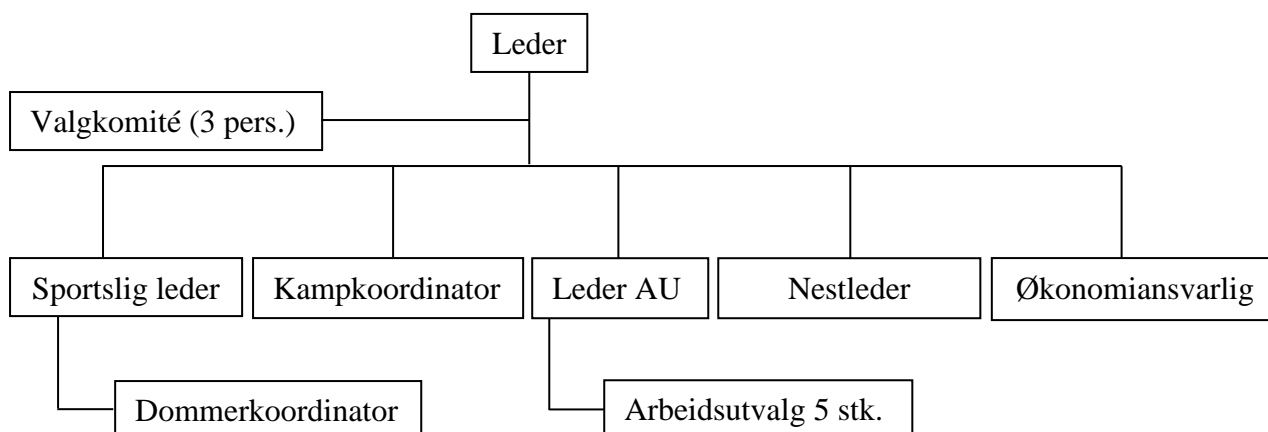 Leder
Valgkomité (3 pers.)
Sportslig leder
Kampkoordinator
Leder AU
Nestleder
Økonomiansvarlig
Dommerkoordinator
Arbeidsutvalg 5 stk.